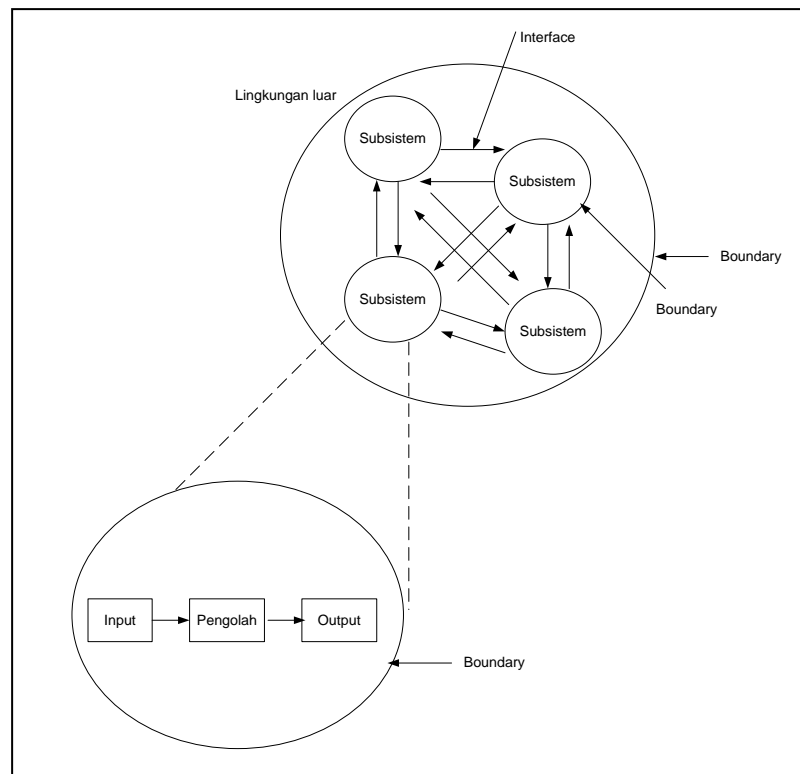 Interface
Lingkungan luar
Subsistem
Subsistem
Boundary
Subsistem
Boundary
Subsistem
Input
Pengolah
Output
Boundary